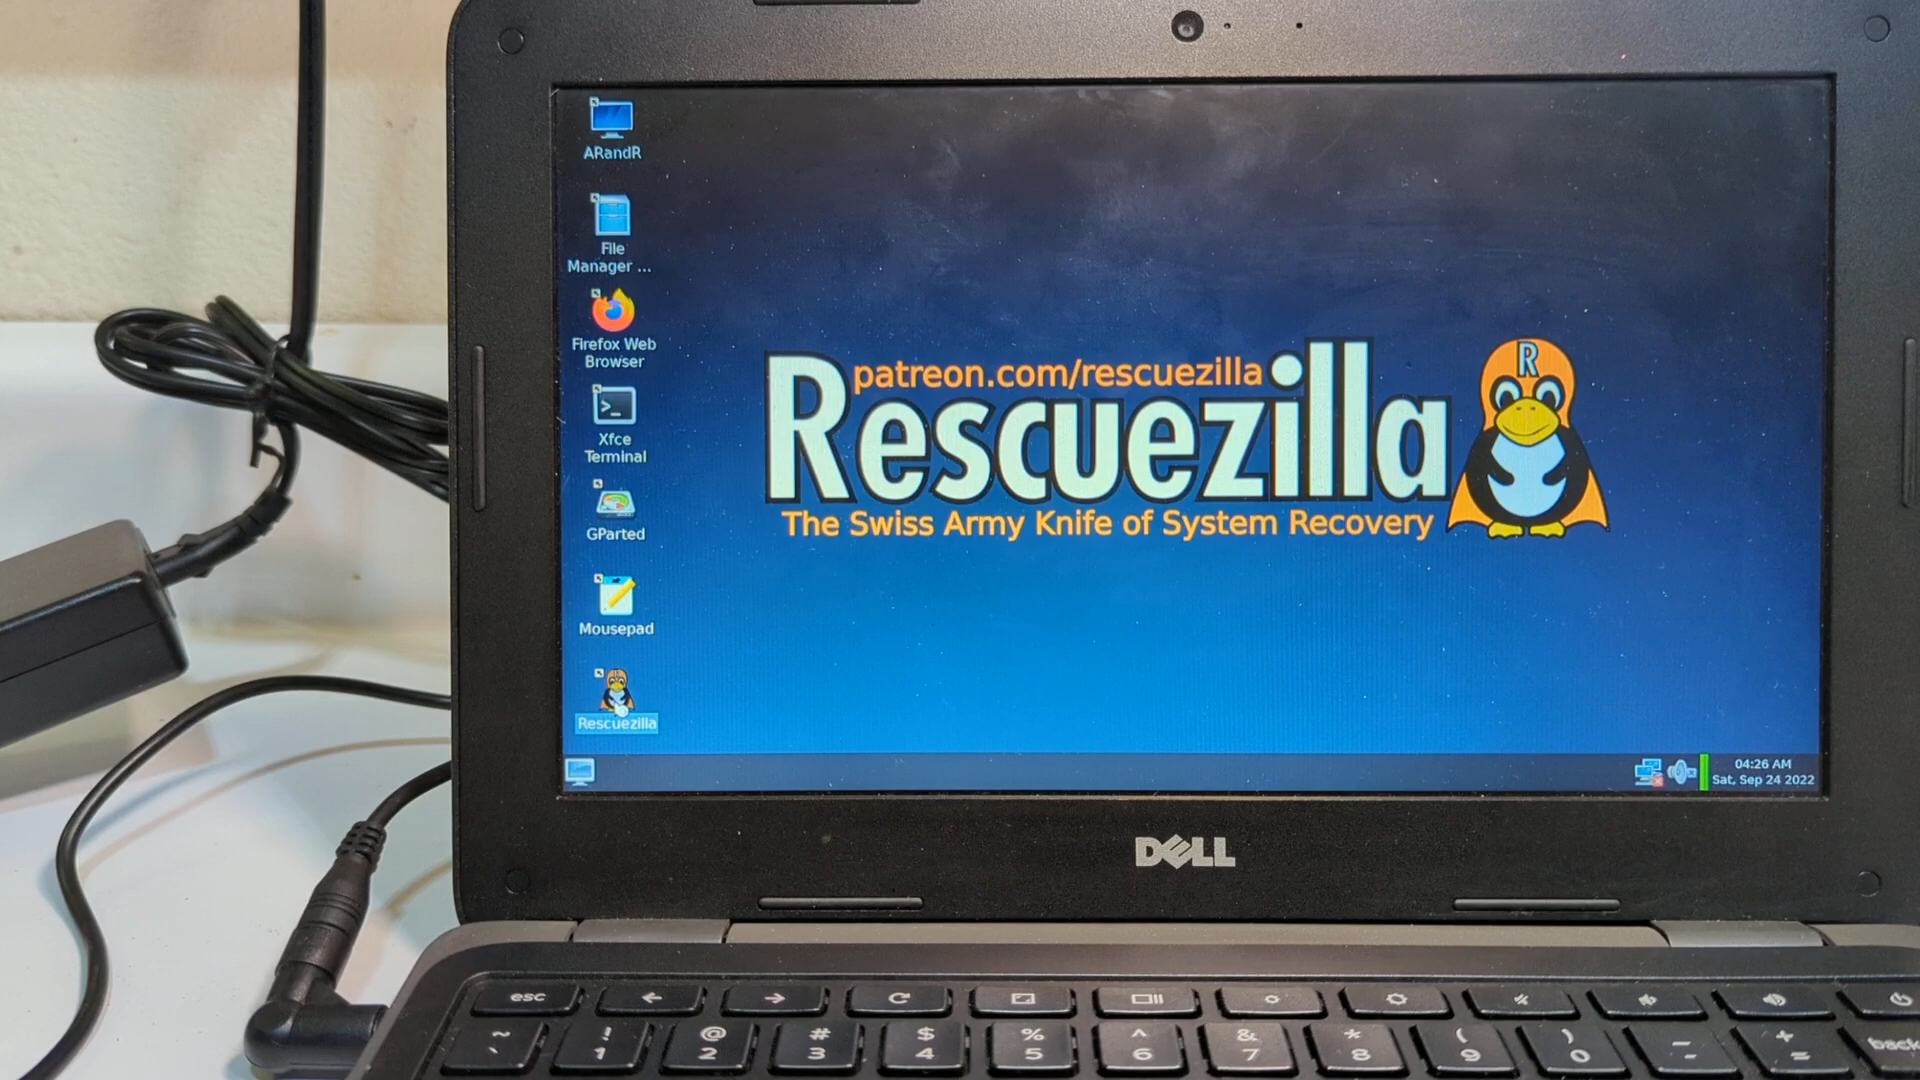 ARandR
File
Manager ...
Firefox Web
Browser
Xfce
Terminal
GParted
Mousepad
Rescuezilla
patreon.com/rescuezilla
R
Rescuezilla
The Swiss Army Knife of System Recovery
04:26 AM
Sat, Sep 24 2022
DELL
esc
~ ! @ # $ % ^ & * ( ) _ +
` 1 2 3 4 5 6 7 8 9 0 - = back